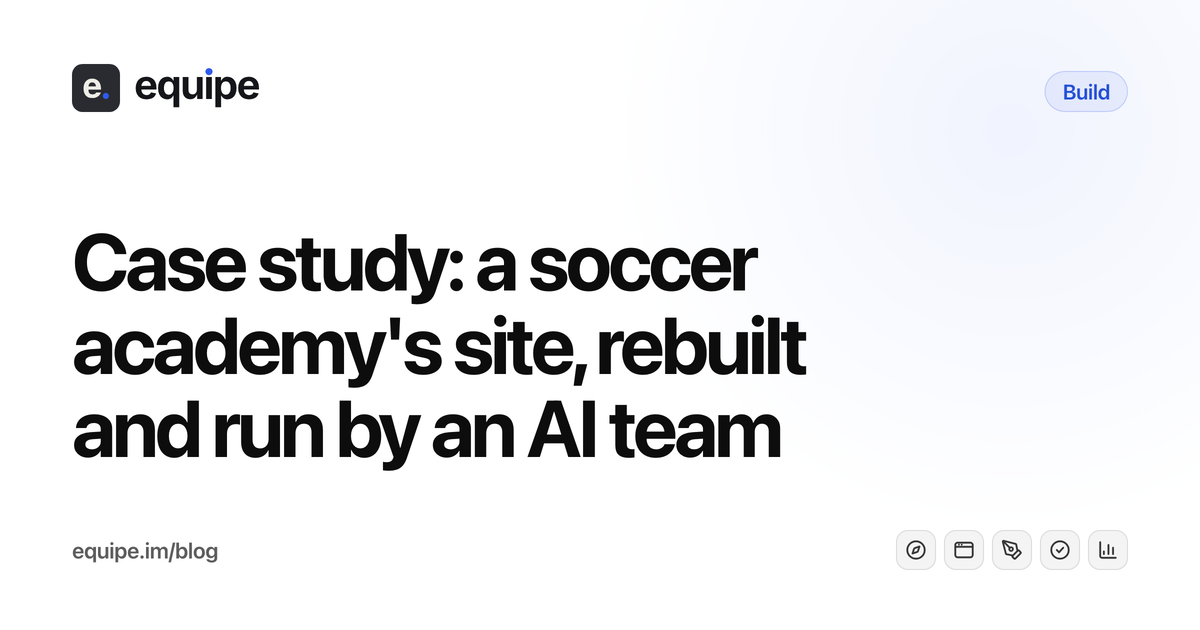 e. equipe
Build
Case study: a soccer
academy's site, rebuilt
and run by an AI team
equipe.im/blog